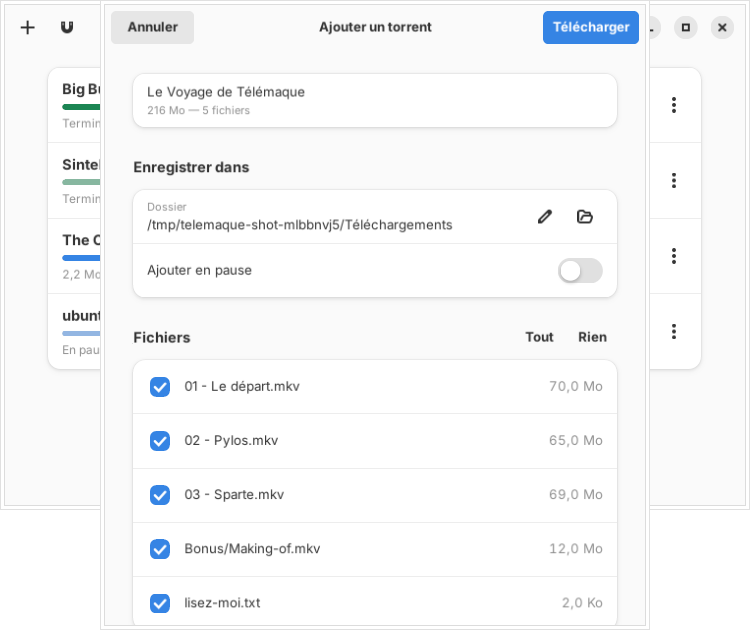 Annuler
Ajouter un torrent
Télécharger
Le Voyage de Télémaque
216 Mo — 5 fichiers
Enregistrer dans
Dossier
/tmp/telemaque-shot-mlbbnvj5/Téléchargements
Ajouter en pause
Fichiers
Tout
Rien
01 - Le départ.mkv
70,0 Mo
02 - Pylos.mkv
65,0 Mo
03 - Sparte.mkv
69,0 Mo
Bonus/Making-of.mkv
12,0 Mo
lisez-moi.txt
2,0 Ko
Big
Termin
Sintel
Termin
The
2,2 Mo
ubunt
En pau